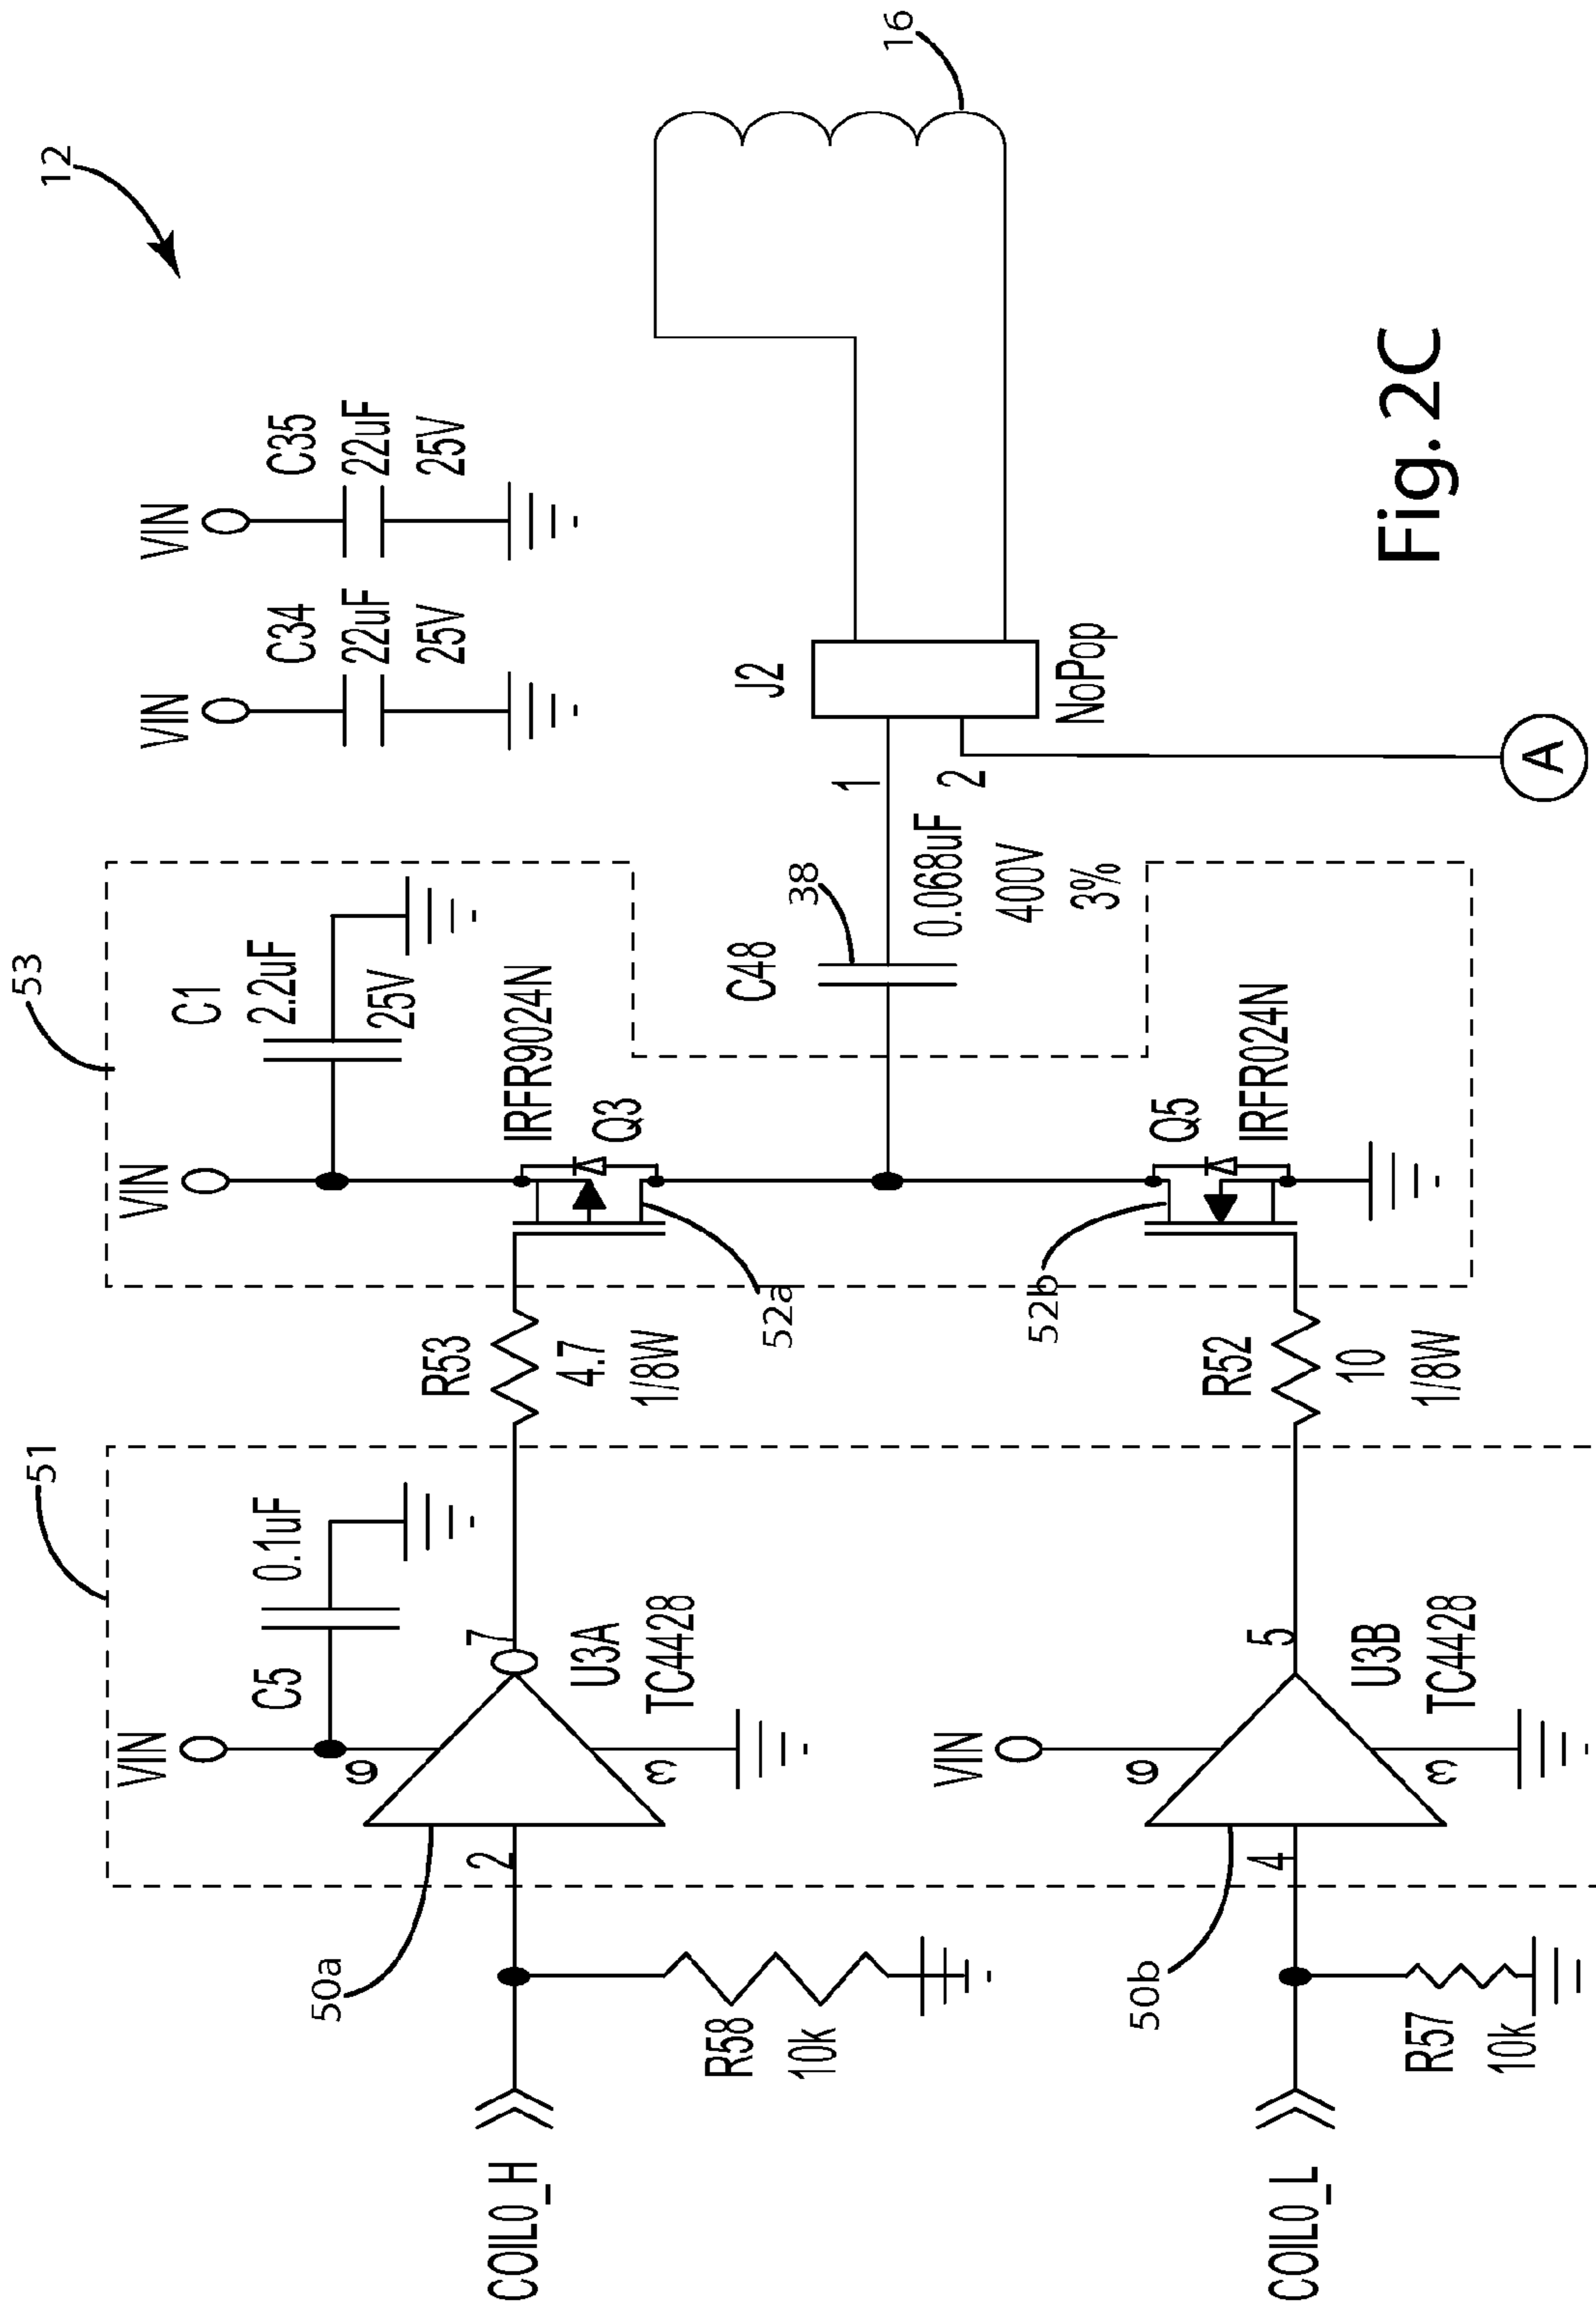 12
53
51
VIN
C5
0.1uF
VIN
C1
2.2uF
25V
VIN
C34
22uF
25V
VIN
C35
22uF
25V
50a
6
2
7
3
U3A
TC4428
R53
4.7
1/8W
IRFR9024N
Q3
52a
COIL0_H
R58
10k
C48
38
0.068uF
400V
3%
1
2
J2
NoPop
16
VIN
50b
6
4
5
3
U3B
TC4428
52b
R52
10
1/8W
Q5
IRFR024N
COIL0_L
R57
10k
A
Fig. 2C